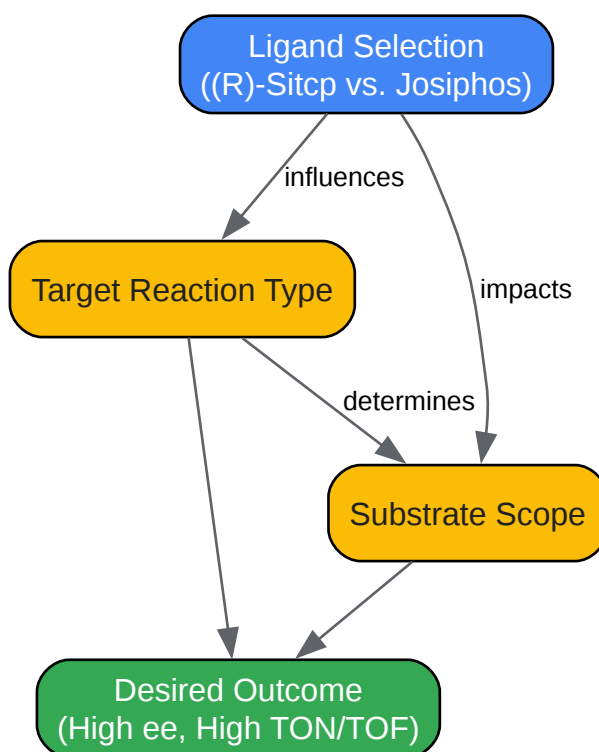 Ligand Selection
((R)-Sitcp vs. Josiphos)
influences
Target Reaction Type
impacts
determines
Substrate Scope
Desired Outcome
(High ee, High TON/TOF)